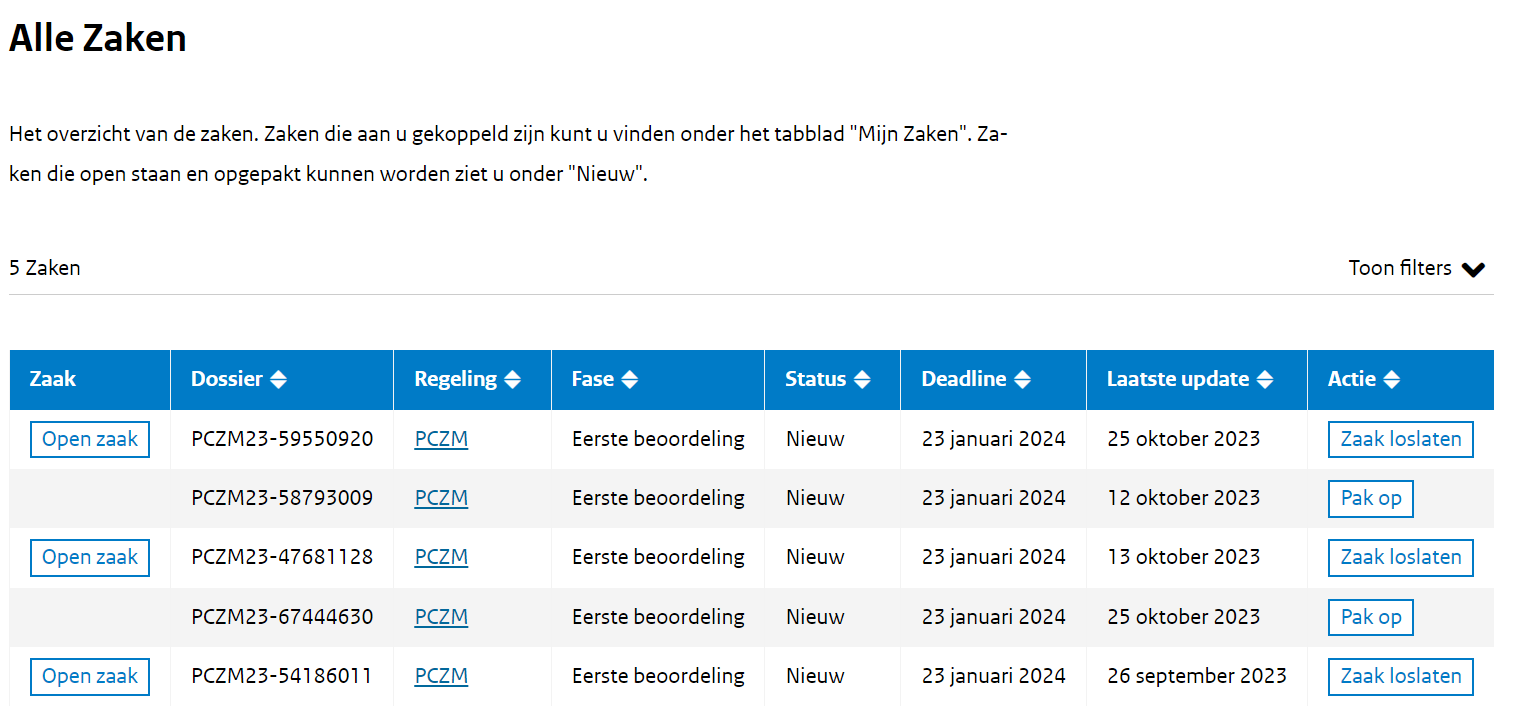 Alle Zaken
Het overzicht van de zaken. Zaken die aan u gekoppeld zijn kunt u vinden onder het tabblad "Mijn Zaken". Za-
ken die open staan en opgepakt kunnen worden ziet u onder "Nieuw".
5 Zaken Toon filters
Zaak Dossier Regeling Fase Status Deadline Laatste update Actie
Open zaak PCZM23-59550920 PCZM Eerste beoordeling Nieuw 23 januari 2024 25 oktober 2023 Zaak loslaten
PCZM23-58793009 PCZM Eerste beoordeling Nieuw 23 januari 2024 12 oktober 2023 Pak op
Open zaak PCZM23-47681128 PCZM Eerste beoordeling Nieuw 23 januari 2024 13 oktober 2023 Zaak loslaten
PCZM23-67444630 PCZM Eerste beoordeling Nieuw 23 januari 2024 25 oktober 2023 Pak op
Open zaak PCZM23-54186011 PCZM Eerste beoordeling Nieuw 23 januari 2024 26 september 2023 Zaak loslaten